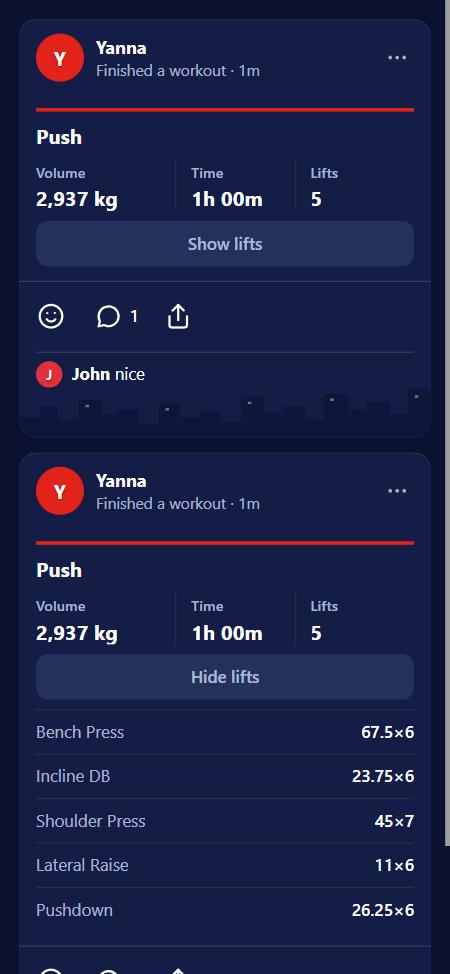 Y
Yanna
Finished a workout · 1m
Push
Volume Time Lifts
2,937 kg 1h 00m 5
Show lifts
1
J John nice
Y
Yanna
Finished a workout · 1m
Push
Volume Time Lifts
2,937 kg 1h 00m 5
Hide lifts
Bench Press 67.5×6
Incline DB 23.75×6
Shoulder Press 45×7
Lateral Raise 11×6
Pushdown 26.25×6